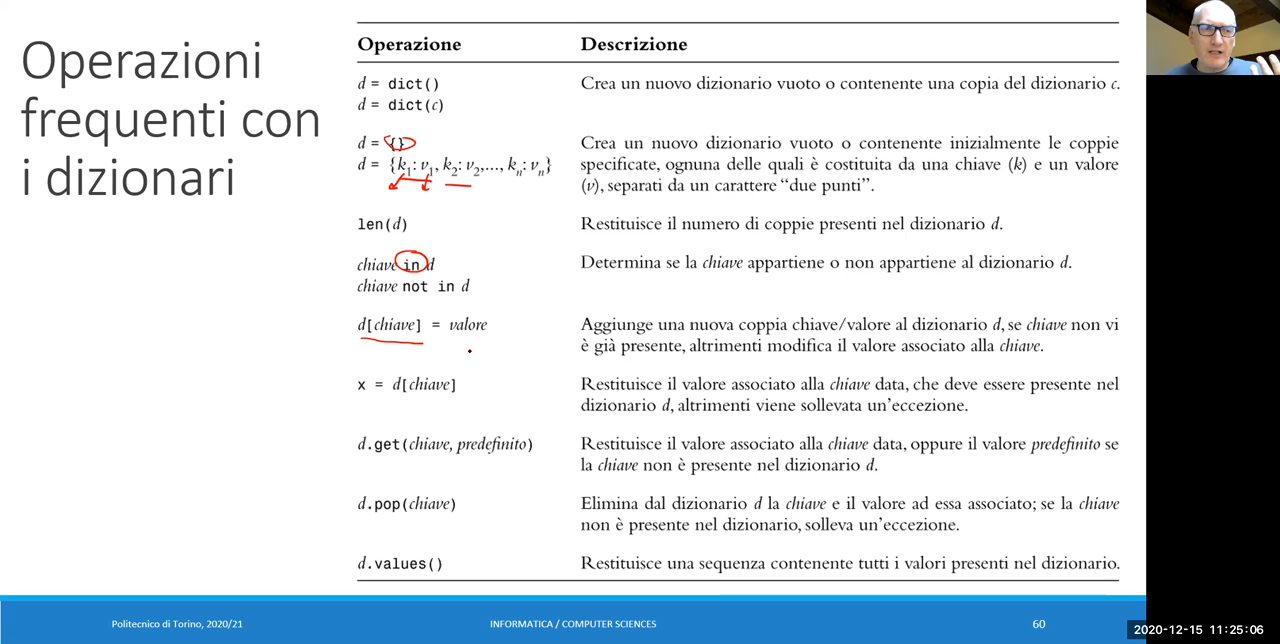 Operazioni
frequenti con
i dizionari
Operazione Descrizione
d = dict() Crea un nuovo dizionario vuoto o contenente una copia del dizionario c.
d = dict(c)
d = {} Crea un nuovo dizionario vuoto o contenente inizialmente le coppie
d = {k1: v1, k2: v2,..., kn: vn} specificate, ognuna delle quali è costituita da una chiave (k) e un valore
(v), separati da un carattere “due punti”.
len(d) Restituisce il numero di coppie presenti nel dizionario d.
chiave in d Determina se la chiave appartiene o non appartiene al dizionario d.
chiave not in d
d[chiave] = valore Aggiunge una nuova coppia chiave/valore al dizionario d, se chiave non vi
è già presente, altrimenti modifica il valore associato alla chiave.
x = d[chiave] Restituisce il valore associato alla chiave data, che deve essere presente nel
dizionario d, altrimenti viene sollevata un’eccezione.
d.get(chiave, predefinito) Restituisce il valore associato alla chiave data, oppure il valore predefinito se
la chiave non è presente nel dizionario d.
d.pop(chiave) Elimina dal dizionario d la chiave e il valore ad essa associato; se la chiave
non è presente nel dizionario, solleva un’eccezione.
d.values() Restituisce una sequenza contenente tutti i valori presenti nel dizionario.
Politecnico di Torino, 2020/21 INFORMATICA / COMPUTER SCIENCES 60
2020-12-15 11:25:06